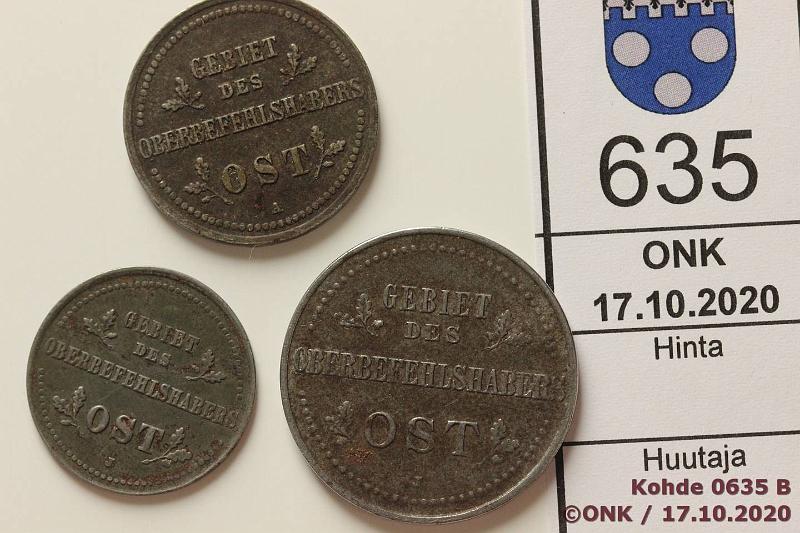 GEBIET
DES
OBERBEFEHLSHABERS
OST
A
GEBIET
DES
OBERBEFEHLSHABERS
OST
J
GEBIET
DES
OBERBEFEHLSHABERS
OST
J
635
ONK
17.10.2020
Hinta
Huutaja
Kohde 0635 B
©ONK / 17.10.2020